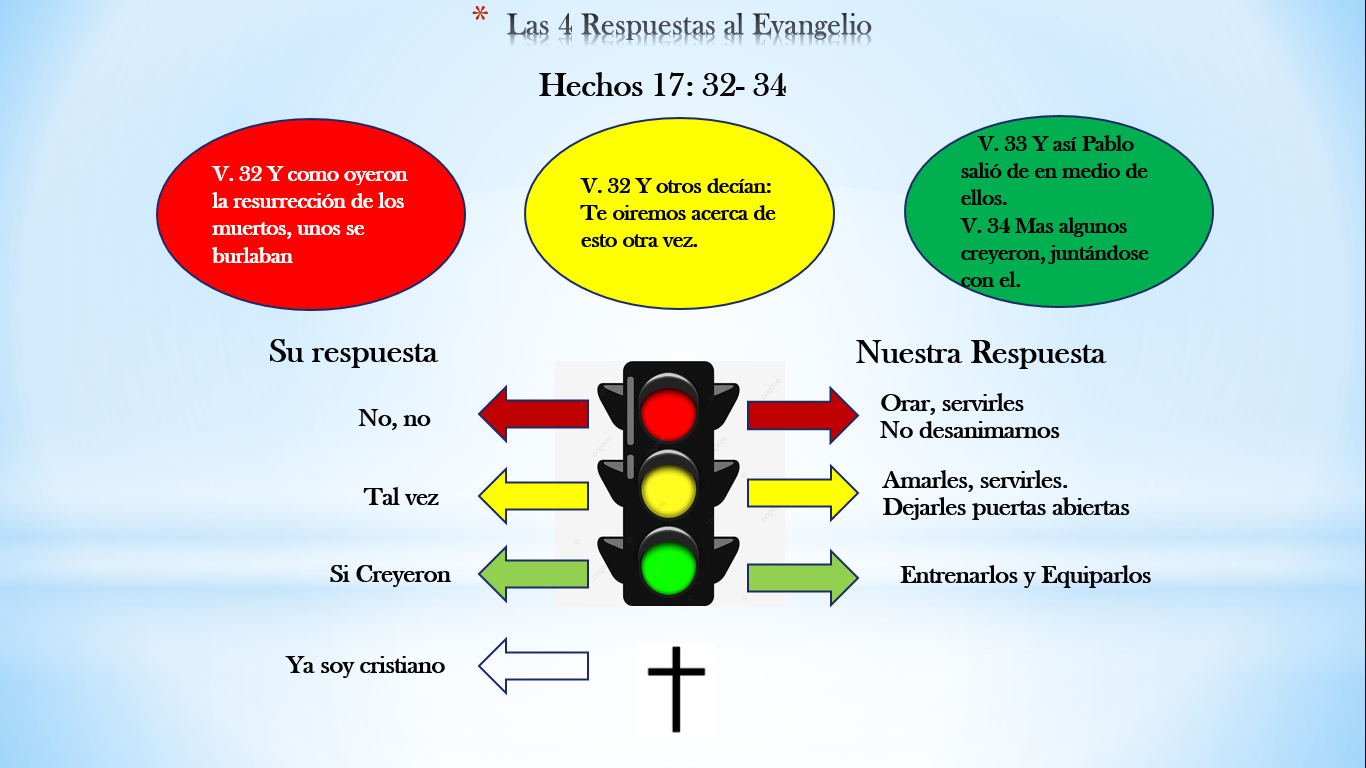 * Las 4 Respuestas al Evangelio
Hechos 17: 32- 34
V. 32 Y como oyeron
la resurrección de los
muertos, unos se
burlaban
V. 32 Y otros decían:
Te oiremos acerca de
esto otra vez.
V. 33 Y así Pablo
salió de en medio de
ellos.
V. 34 Mas algunos
creyeron, juntándose
con el.
Su respuesta
Nuestra Respuesta
No, no
Orar, servirles
No desanimarnos
Tal vez
Amarles, servirles.
Dejarles puertas abiertas
Si Creyeron
Entrenarlos y Equiparlos
Ya soy cristiano